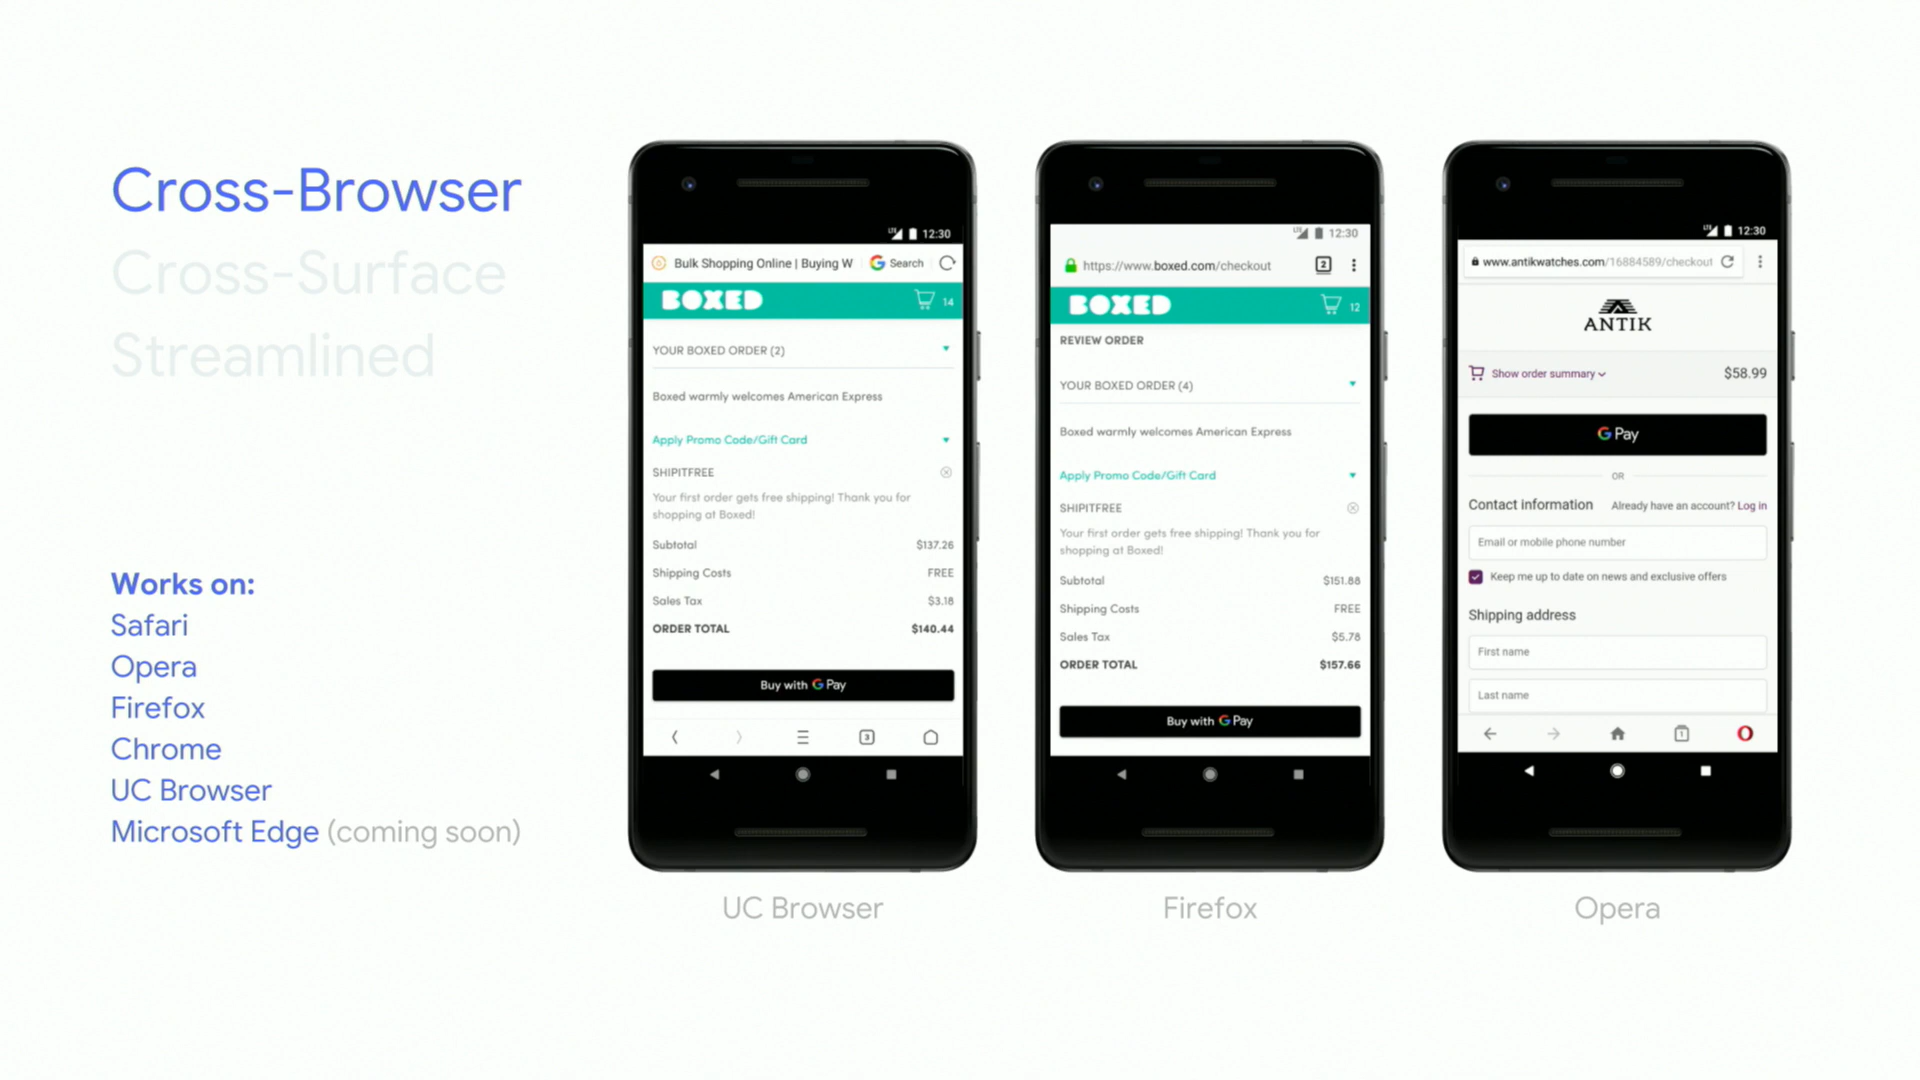 Cross-Browser
Cross-Surface
Streamlined
Works on:
Safari
Opera
Firefox
Chrome
UC Browser
Microsoft Edge (coming soon)
LTE 12:30
Bulk Shopping Online | Buying W
Search
BOXED
14
YOUR BOXED ORDER (2)
Boxed warmly welcomes American Express
Apply Promo Code/Gift Card
SHIPITFREE
Your first order gets free shipping! Thank you for
shopping at Boxed!
Subtotal $137.26
Shipping Costs FREE
Sales Tax $3.18
ORDER TOTAL $140.44
Buy with G Pay
3
UC Browser
LTE 12:30
https://www.boxed.com/checkout
2
BOXED
12
REVIEW ORDER
YOUR BOXED ORDER (4)
Boxed warmly welcomes American Express
Apply Promo Code/Gift Card
SHIPITFREE
Your first order gets free shipping! Thank you for
shopping at Boxed!
Subtotal $151.88
Shipping Costs FREE
Sales Tax $5.78
ORDER TOTAL $157.66
Buy with G Pay
Firefox
LTE 12:30
www.antikwatches.com/16884589/checkout
ANTIK
Show order summary $58.99
G Pay
OR
Contact information Already have an account? Log in
Email or mobile phone number
Keep me up to date on news and exclusive offers
Shipping address
First name
Last name
1
Opera